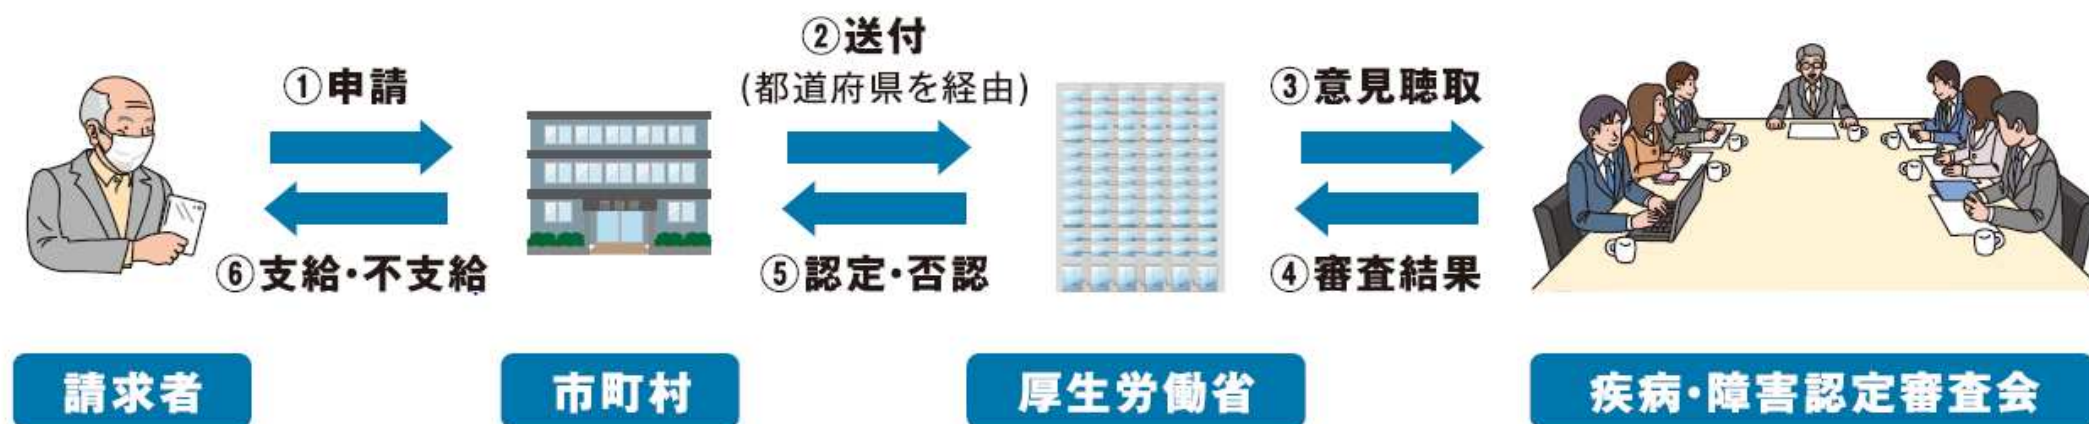 ①申請
②送付
(都道府県を経由)
③意見聴取
⑥支給・不支給
⑤認定・否認
④審査結果
請求者
市町村
厚生労働省
疾病・障害認定審査会